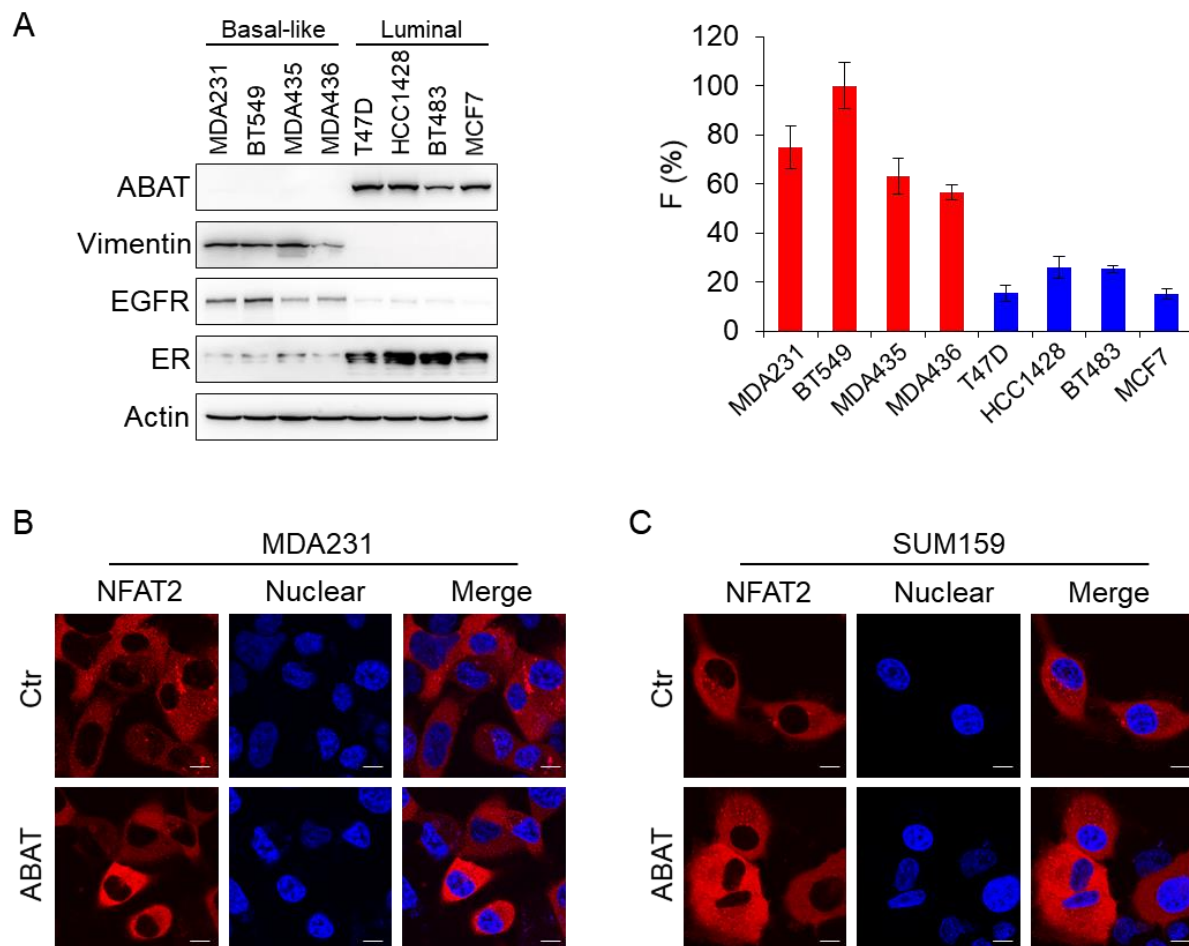 A
Basal-like Luminal
MDA231 BT549 MDA435 MDA436 T47D HCC1428 BT483 MCF7
ABAT
Vimentin
EGFR
ER
Actin
F (%)
120
100
80
60
40
20
0
MDA231 BT549 MDA435 MDA436 T47D HCC1428 BT483 MCF7
B
MDA231
NFAT2 Nuclear Merge
Ctr
ABAT
C
SUM159
NFAT2 Nuclear Merge
Ctr
ABAT